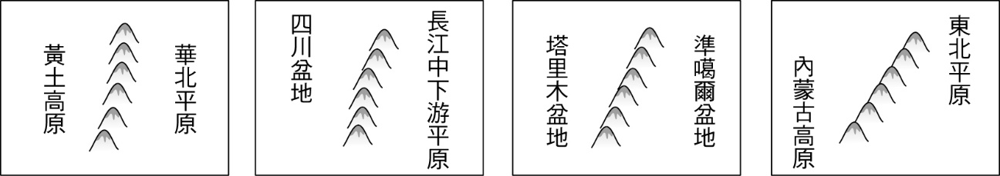 黃土高原
華北平原
四川盆地
長江中下游平原
塔里木盆地
準噶爾盆地
內蒙古高原
東北平原